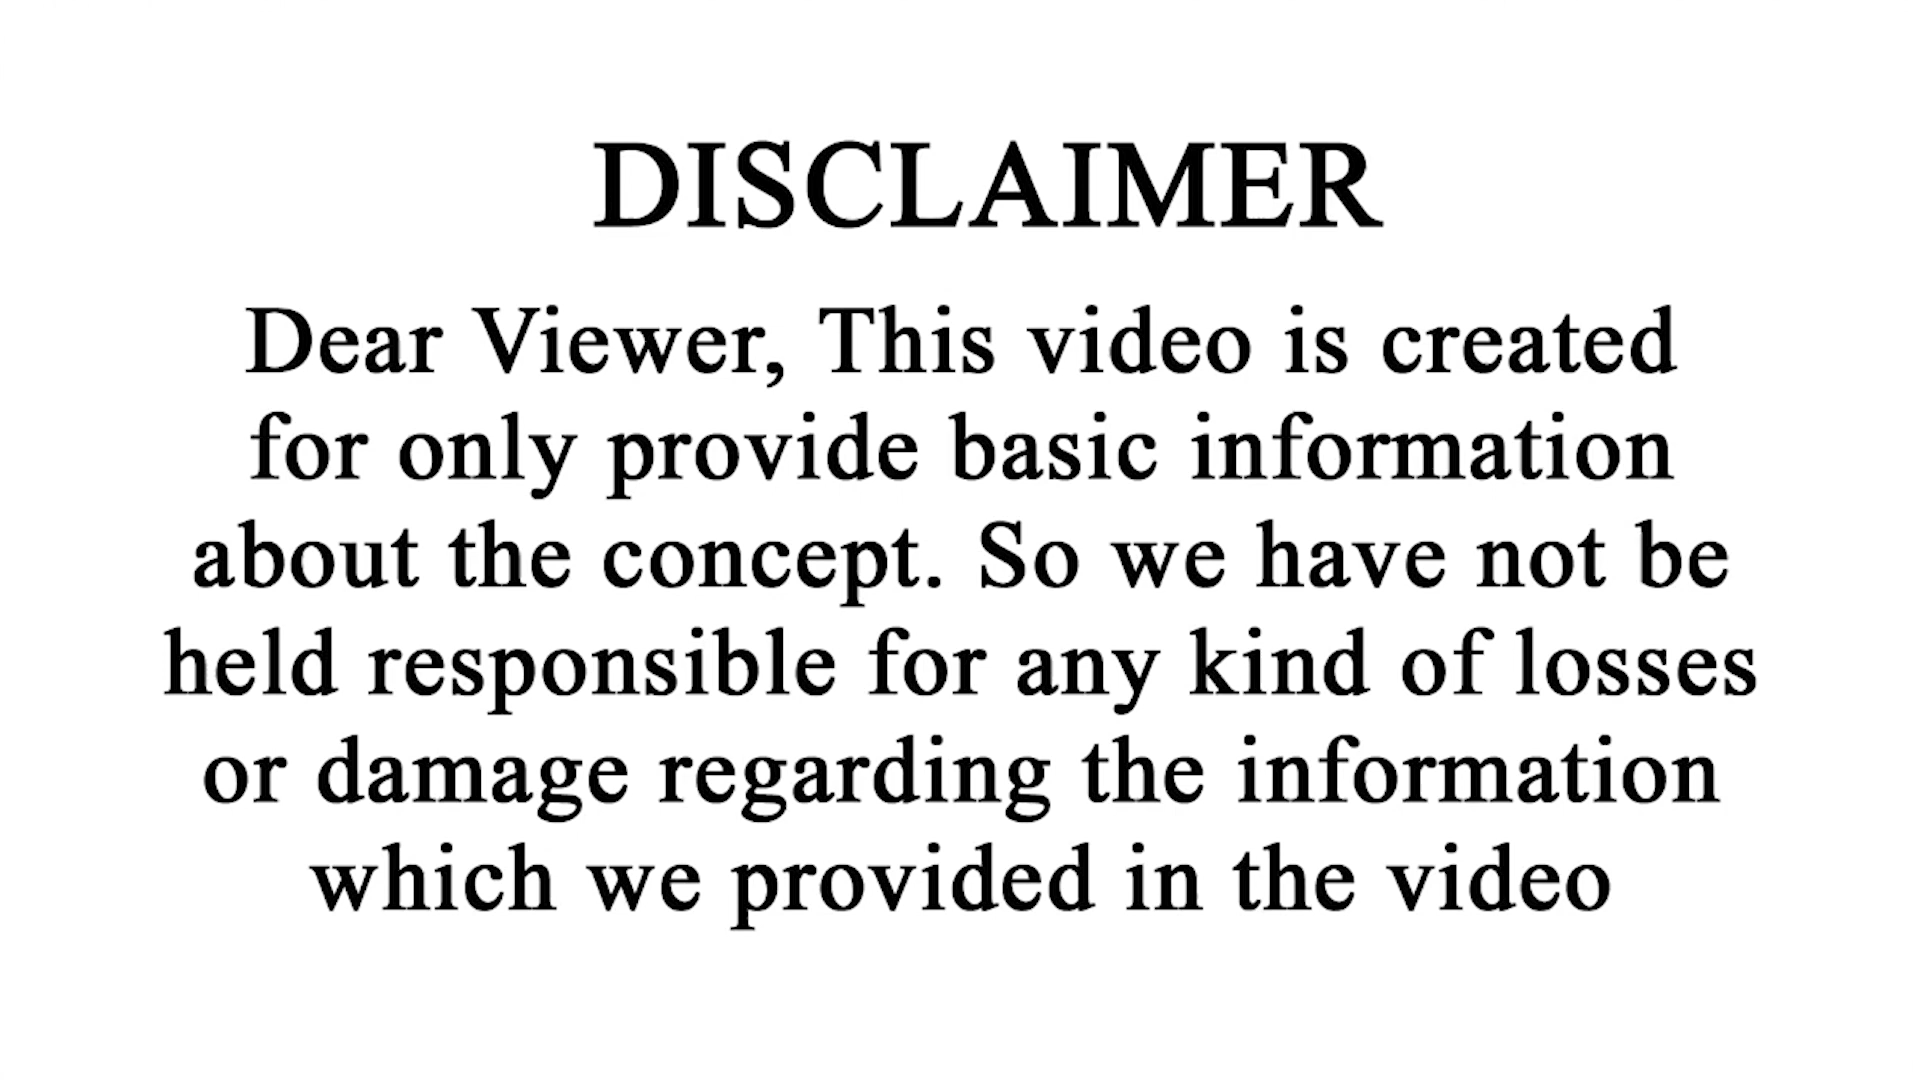 DISCLAIMER
Dear Viewer, This video is created
for only provide basic information
about the concept. So we have not be
held responsible for any kind of losses
or damage regarding the information
which we provided in the video